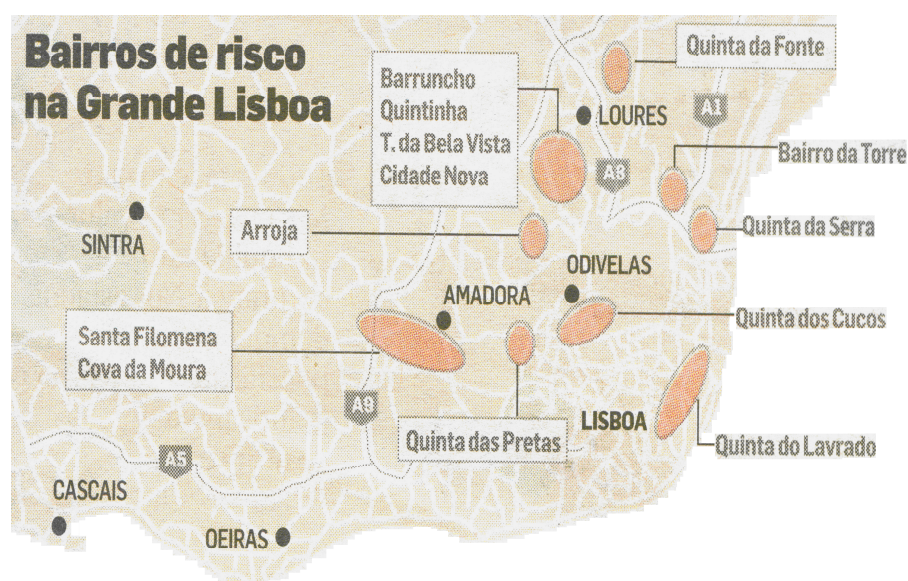 Bairros de risco
na Grande Lisboa
Barruncho
Quintinha
T. da Bela Vista
Cidade Nova
Quinta da Fonte
LOURES
A1
A8
Bairro da Torre
Quinta da Serra
SINTRA
Arroja
ODIVELAS
AMADORA
Quinta dos Cucos
Santa Filomena
Cova da Moura
A9
LISBOA
Quinta das Pretas
Quinta do Lavrado
A5
CASCAIS
OEIRAS